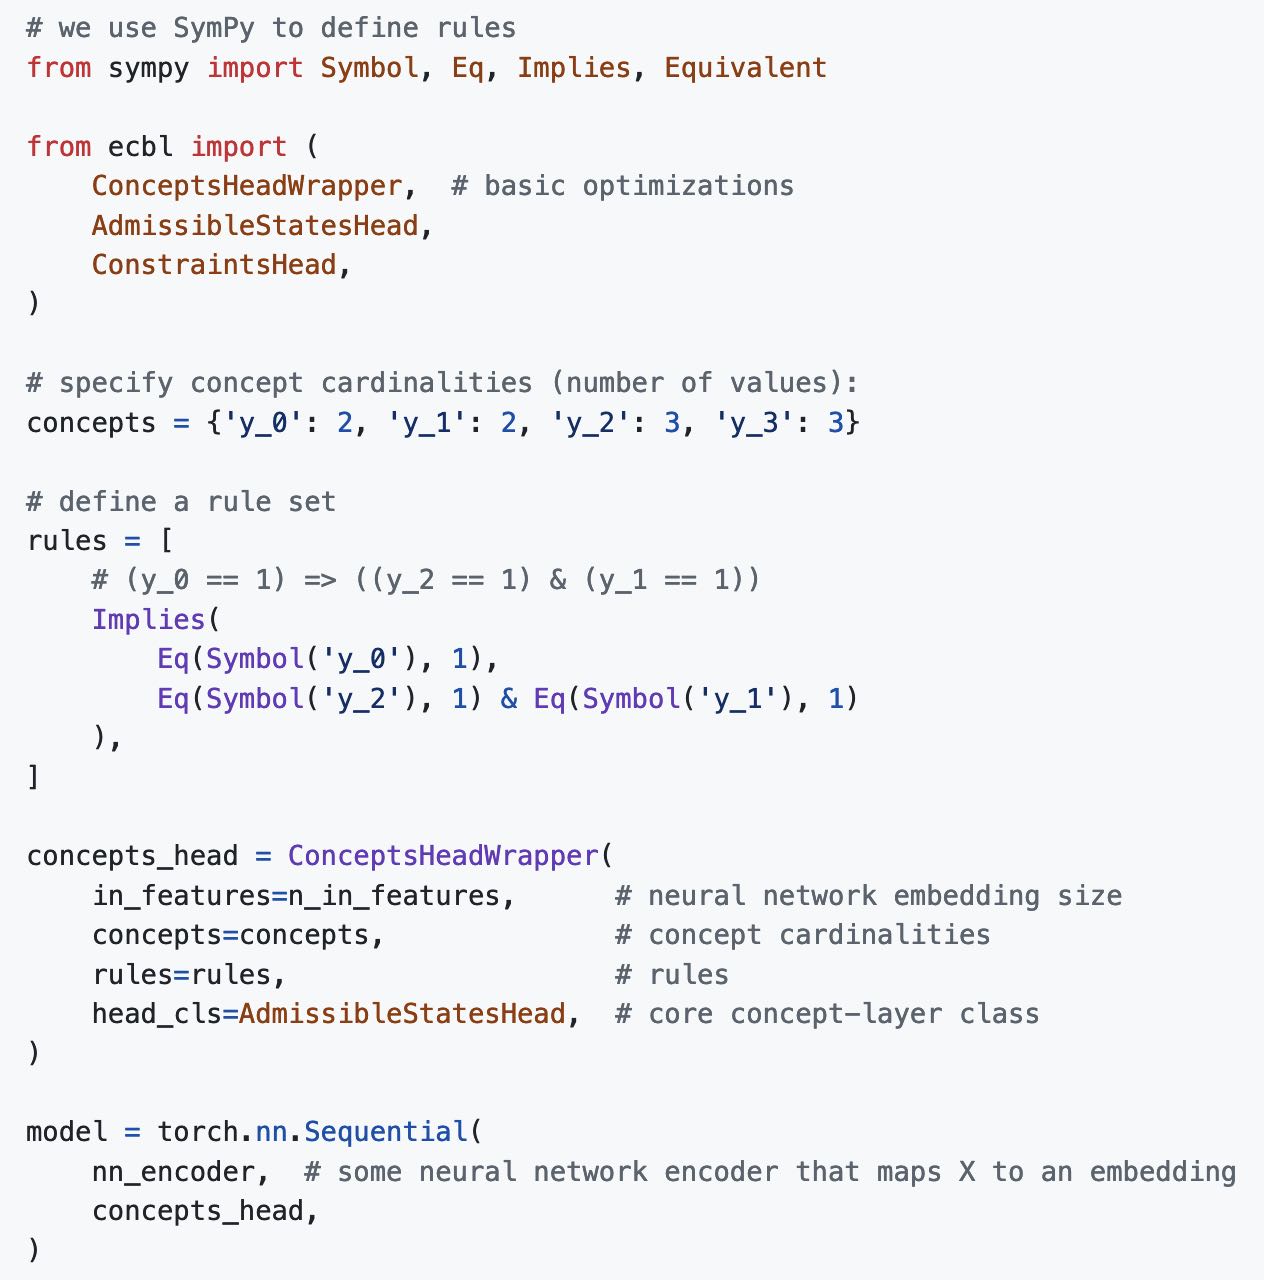 # we use SymPy to define rules
from sympy import Symbol, Eq, Implies, Equivalent

from ecbl import (
    ConceptsHeadWrapper,  # basic optimizations
    AdmissibleStatesHead,
    ConstraintsHead,
)

# specify concept cardinalities (number of values):
concepts = {'y_0': 2, 'y_1': 2, 'y_2': 3, 'y_3': 3}

# define a rule set
rules = [
    # (y_0 == 1) => ((y_2 == 1) & (y_1 == 1))
    Implies(
        Eq(Symbol('y_0'), 1),
        Eq(Symbol('y_2'), 1) & Eq(Symbol('y_1'), 1)
    ),
]

concepts_head = ConceptsHeadWrapper(
    in_features=n_in_features,      # neural network embedding size
    concepts=concepts,              # concept cardinalities
    rules=rules,                    # rules
    head_cls=AdmissibleStatesHead,  # core concept-layer class
)

model = torch.nn.Sequential(
    nn_encoder,  # some neural network encoder that maps X to an embedding
    concepts_head,
)